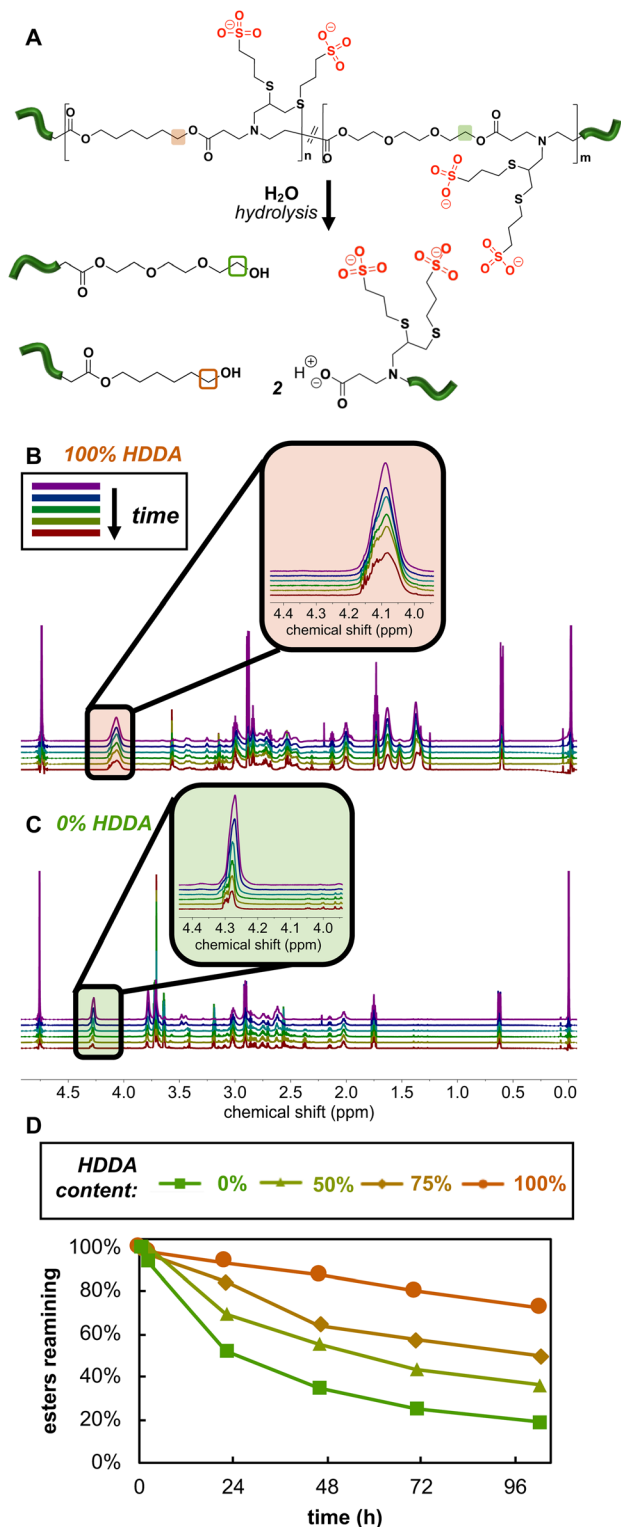 A
O
⊖
O
S
O
O
O⊖
S
O
S
S
O
O
O
O
N
n
O
O
O
O
O
O
N
m
O
O
S
O
⊖
S
S
O
S
O⊖
O
H₂O
hydrolysis
O
O
O
O
OH
O
O
OH
2
H
⊕
⊖
O
O
N
S
S
O
⊖
O
S
O
O
⊖
O
S
O
B
100% HDDA
time
4.4 4.3 4.2 4.1 4.0
chemical shift (ppm)
C
0% HDDA
4.4 4.3 4.2 4.1 4.0
chemical shift (ppm)
4.5 4.0 3.5 3.0 2.5 2.0 1.5 1.0 0.5 0.0
chemical shift (ppm)
D
HDDA
content:
0% 50% 75% 100%
100%
80%
60%
40%
20%
0%
esters reamining
0 24 48 72 96
time (h)